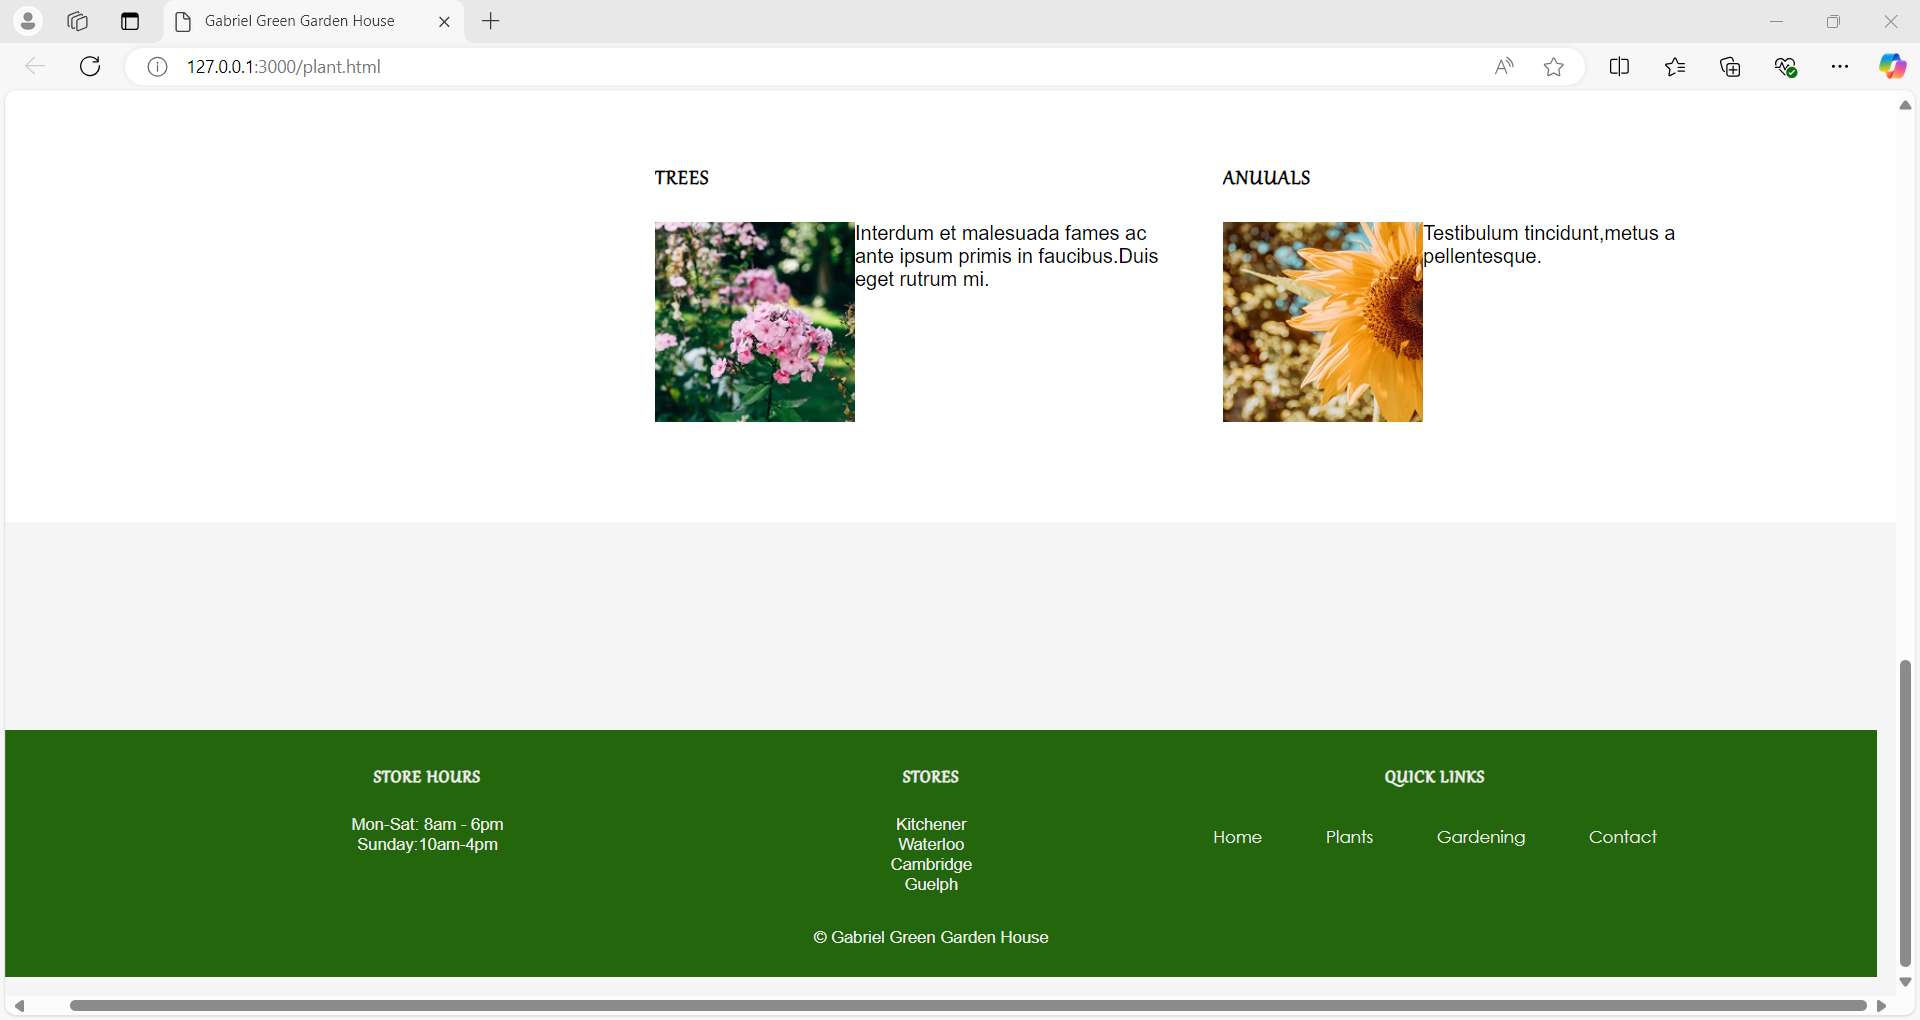 Gabriel Green Garden House
127.0.0.1:3000/plant.html
TREES
Interdum et malesuada fames ac
ante ipsum primis in faucibus.Duis
eget rutrum mi.
ANUUALS
Testibulum tincidunt,metus a
pellentesque.
STORE HOURS
Mon-Sat: 8am - 6pm
Sunday:10am-4pm
STORES
Kitchener
Waterloo
Cambridge
Guelph
QUICK LINKS
Home Plants Gardening Contact
© Gabriel Green Garden House